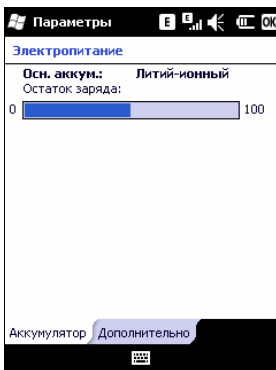 Параметры E E OK
Электропитание
Осн. аккум.: Литий-ионный
Остаток заряда:
0 100
Аккумулятор Дополнительно